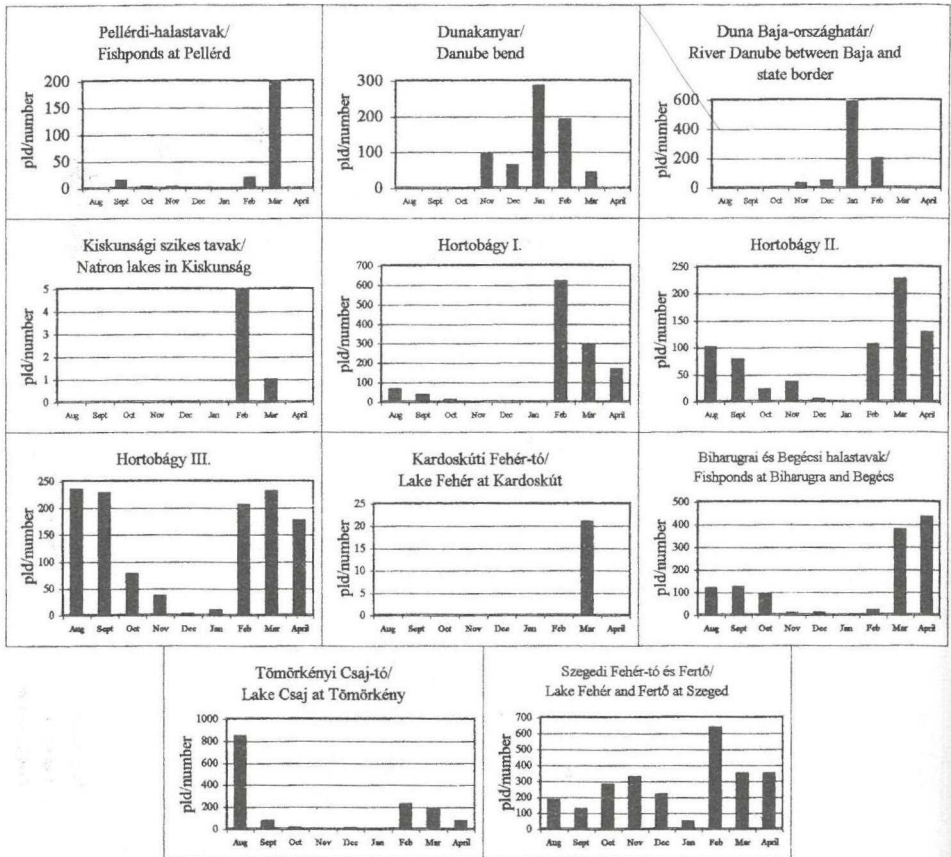 Pellérdi-halastavak/
Fishponds at Pellérd
pld/number
200
150
100
50
0
Aug Sept Oct Nov Dec Jan Feb Mar April
Dunakanyar/
Danube bend
pld/number
300
200
100
0
Aug Sept Oct Nov Dec Jan Feb Mar April
Duna Baja-országhatár/
River Danube between Baja and
state border
pld/number
600
400
200
0
Aug Sept Oct Nov Dec Jan Feb Mar April
Kiskunsági szikes tavak/
Natron lakes in Kiskunság
pld/number
5
4
3
2
1
0
Aug Sept Oct Nov Dec Jan Feb Mar April
Hortobágy I.
pld/number
700
600
500
400
300
200
100
0
Aug Sept Oct Nov Dec Jan Feb Mar April
Hortobágy II.
pld/number
250
200
150
100
50
0
Aug Sept Oct Nov Dec Jan Feb Mar April
Hortobágy III.
pld/number
250
200
150
100
50
0
Aug Sept Oct Nov Dec Jan Feb Mar April
Kardoskúti Fehér-tó/
Lake Fehér at Kardoskút
pld/number
25
20
15
10
5
0
Aug Sept Oct Nov Dec Jan Feb Mar April
Biharugrai és Begécsi halastavak/
Fishponds at Biharugra and Begécs
pld/number
500
400
300
200
100
0
Aug Sept Oct Nov Dec Jan Feb Mar April
Tömörkényi Csaj-tó/
Lake Csaj at Tömörkény
pld/number
1000
800
600
400
200
0
Aug Sept Oct Nov Dec Jan Feb Mar April
Szegedi Fehér-tó és Fertő/
Lake Fehér and Fertő at Szeged
pld/number
700
600
500
400
300
200
100
0
Aug Sept Oct Nov Dec Jan Feb Mar April